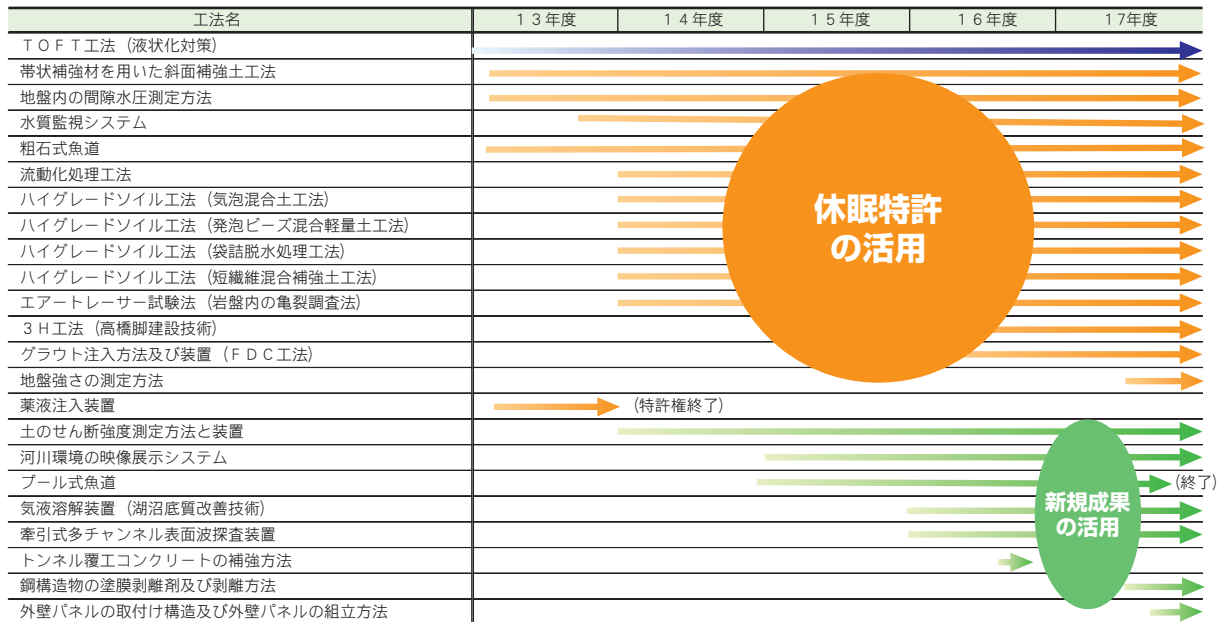 工法名 13年度 14年度 15年度 16年度 17年度
TOFT工法（液状化対策）
帯状補強材を用いた斜面補強土工法
地盤内の間隙水圧測定方法
水質監視システム
粗石式魚道
流動化処理工法
ハイグレードソイル工法（気泡混合土工法）
ハイグレードソイル工法（発泡ビーズ混合軽量土工法）
ハイグレードソイル工法（袋詰脱水処理工法）
ハイグレードソイル工法（短繊維混合補強土工法）
エアートレーサー試験法（岩盤内の亀裂調査法）
3H工法（高橋脚建設技術）
グラウト注入方法及び装置（FDC工法）
地盤強さの測定方法
薬液注入装置 （特許権終了）
土のせん断強度測定方法と装置
河川環境の映像展示システム
プール式魚道 （終了）
気液溶解装置（湖沼底質改善技術）
牽引式多チャンネル表面波探査装置
トンネル覆工コンクリートの補強方法
鋼構造物の塗膜剥離剤及び剥離方法
外壁パネルの取付け構造及び外壁パネルの組立方法
休眠特許
の活用
新規成果
の活用